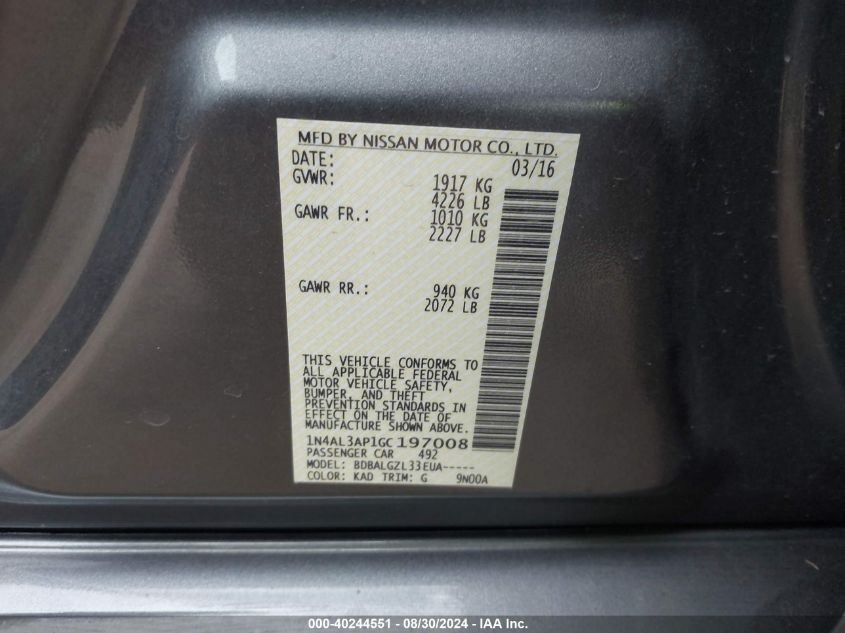 MFD BY NISSAN MOTOR CO., LTD.
DATE: 03/16
GVWR: 1917 KG
4226 LB
GAWR FR.: 1010 KG
2227 LB
GAWR RR.: 940 KG
2072 LB
THIS VEHICLE CONFORMS TO
ALL APPLICABLE FEDERAL
MOTOR VEHICLE SAFETY,
BUMPER, AND THEFT
PREVENTION STANDARDS IN
EFFECT ON THE DATE OF
MANUFACTURE SHOWN ABOVE.
1N4AL3AP1GC197008
PASSENGER CAR 492
MODEL: BDBALGZL33EUA-----
COLOR: KAD TRIM: G 9N00A
000-40244551 - 08/30/2024 - IAA Inc.